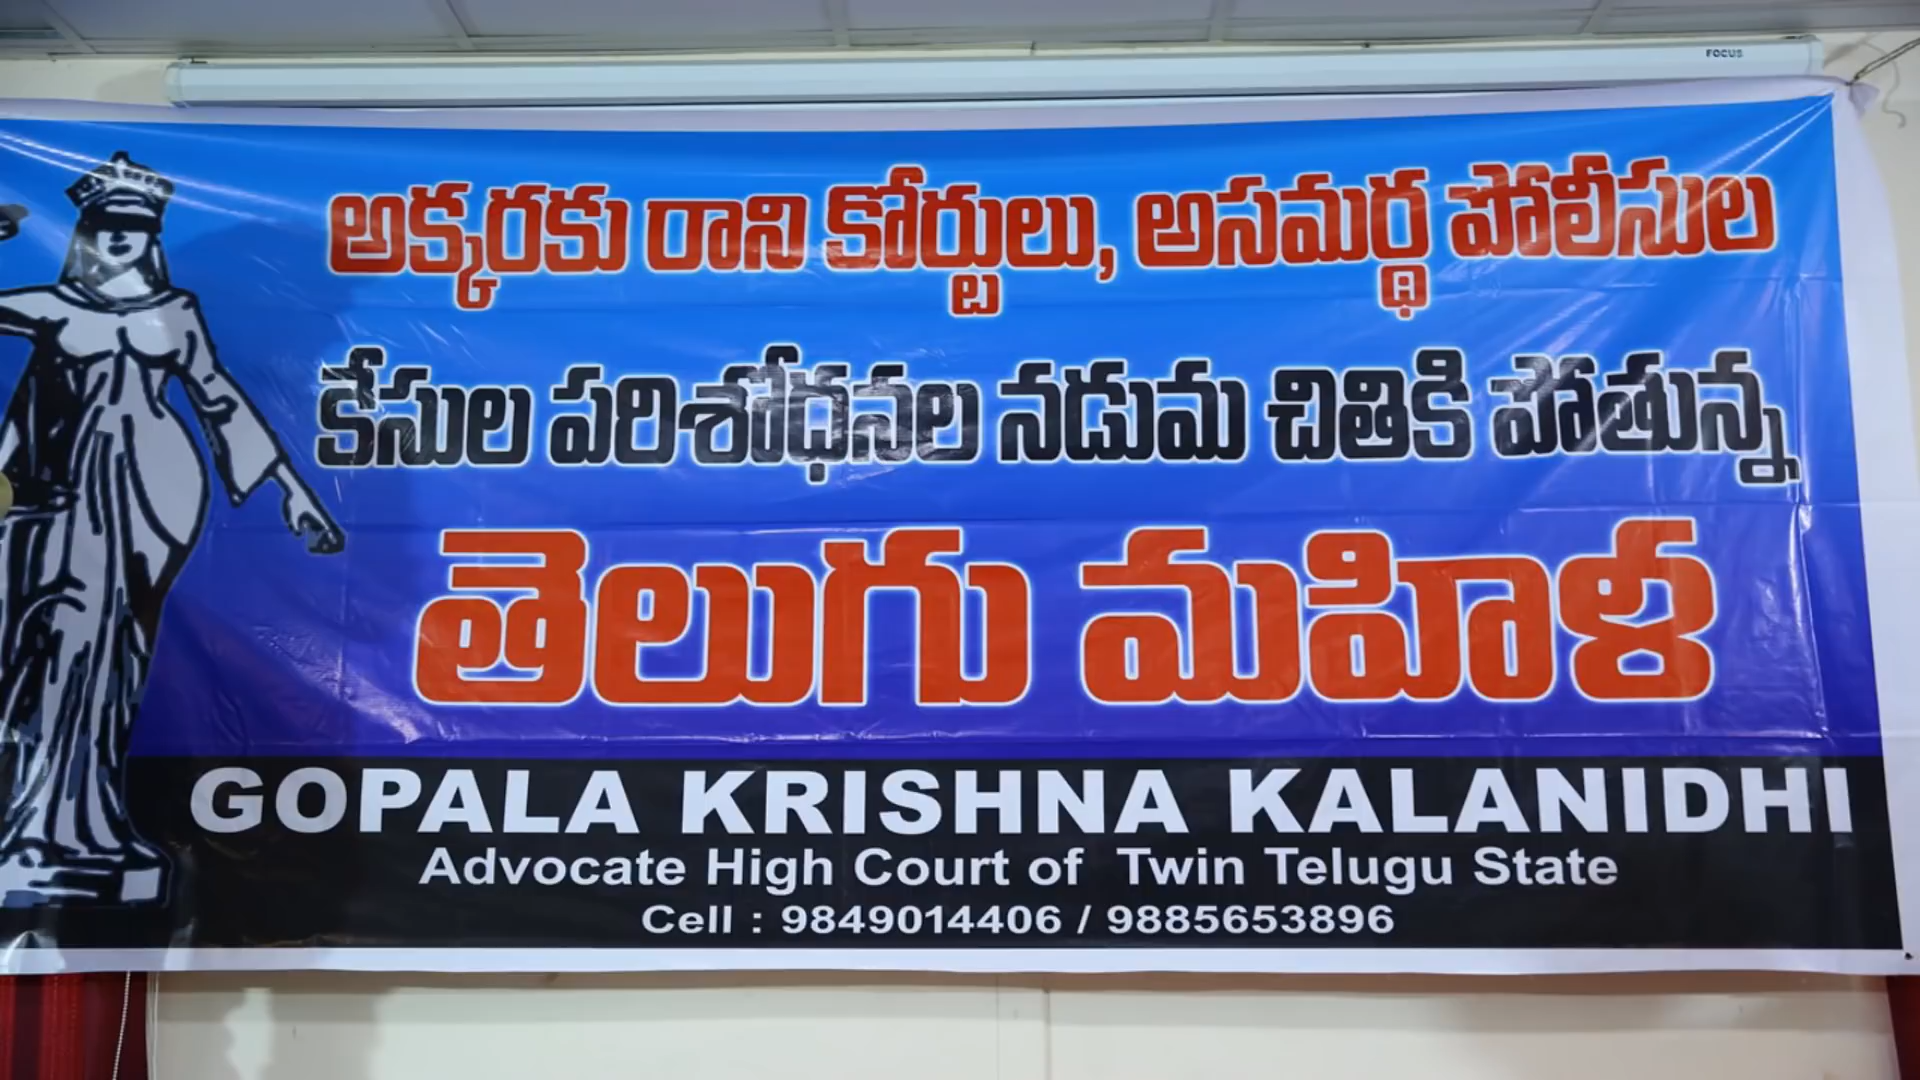 FOCUS
అక్కరకు రాని కోర్టులు, అసమర్థ పోలీసుల
కేసుల పరిశోధనల నడుమ చితికి పోతున్న
తెలుగు మహిళ
GOPALA KRISHNA KALANIDHI
Advocate High Court of Twin Telugu State
Cell : 9849014406 / 9885653896